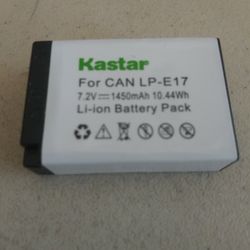 Kastar
For CAN LP-E17
7.2V⎓1450mAh 10.44Wh
Li-ion Battery Pack